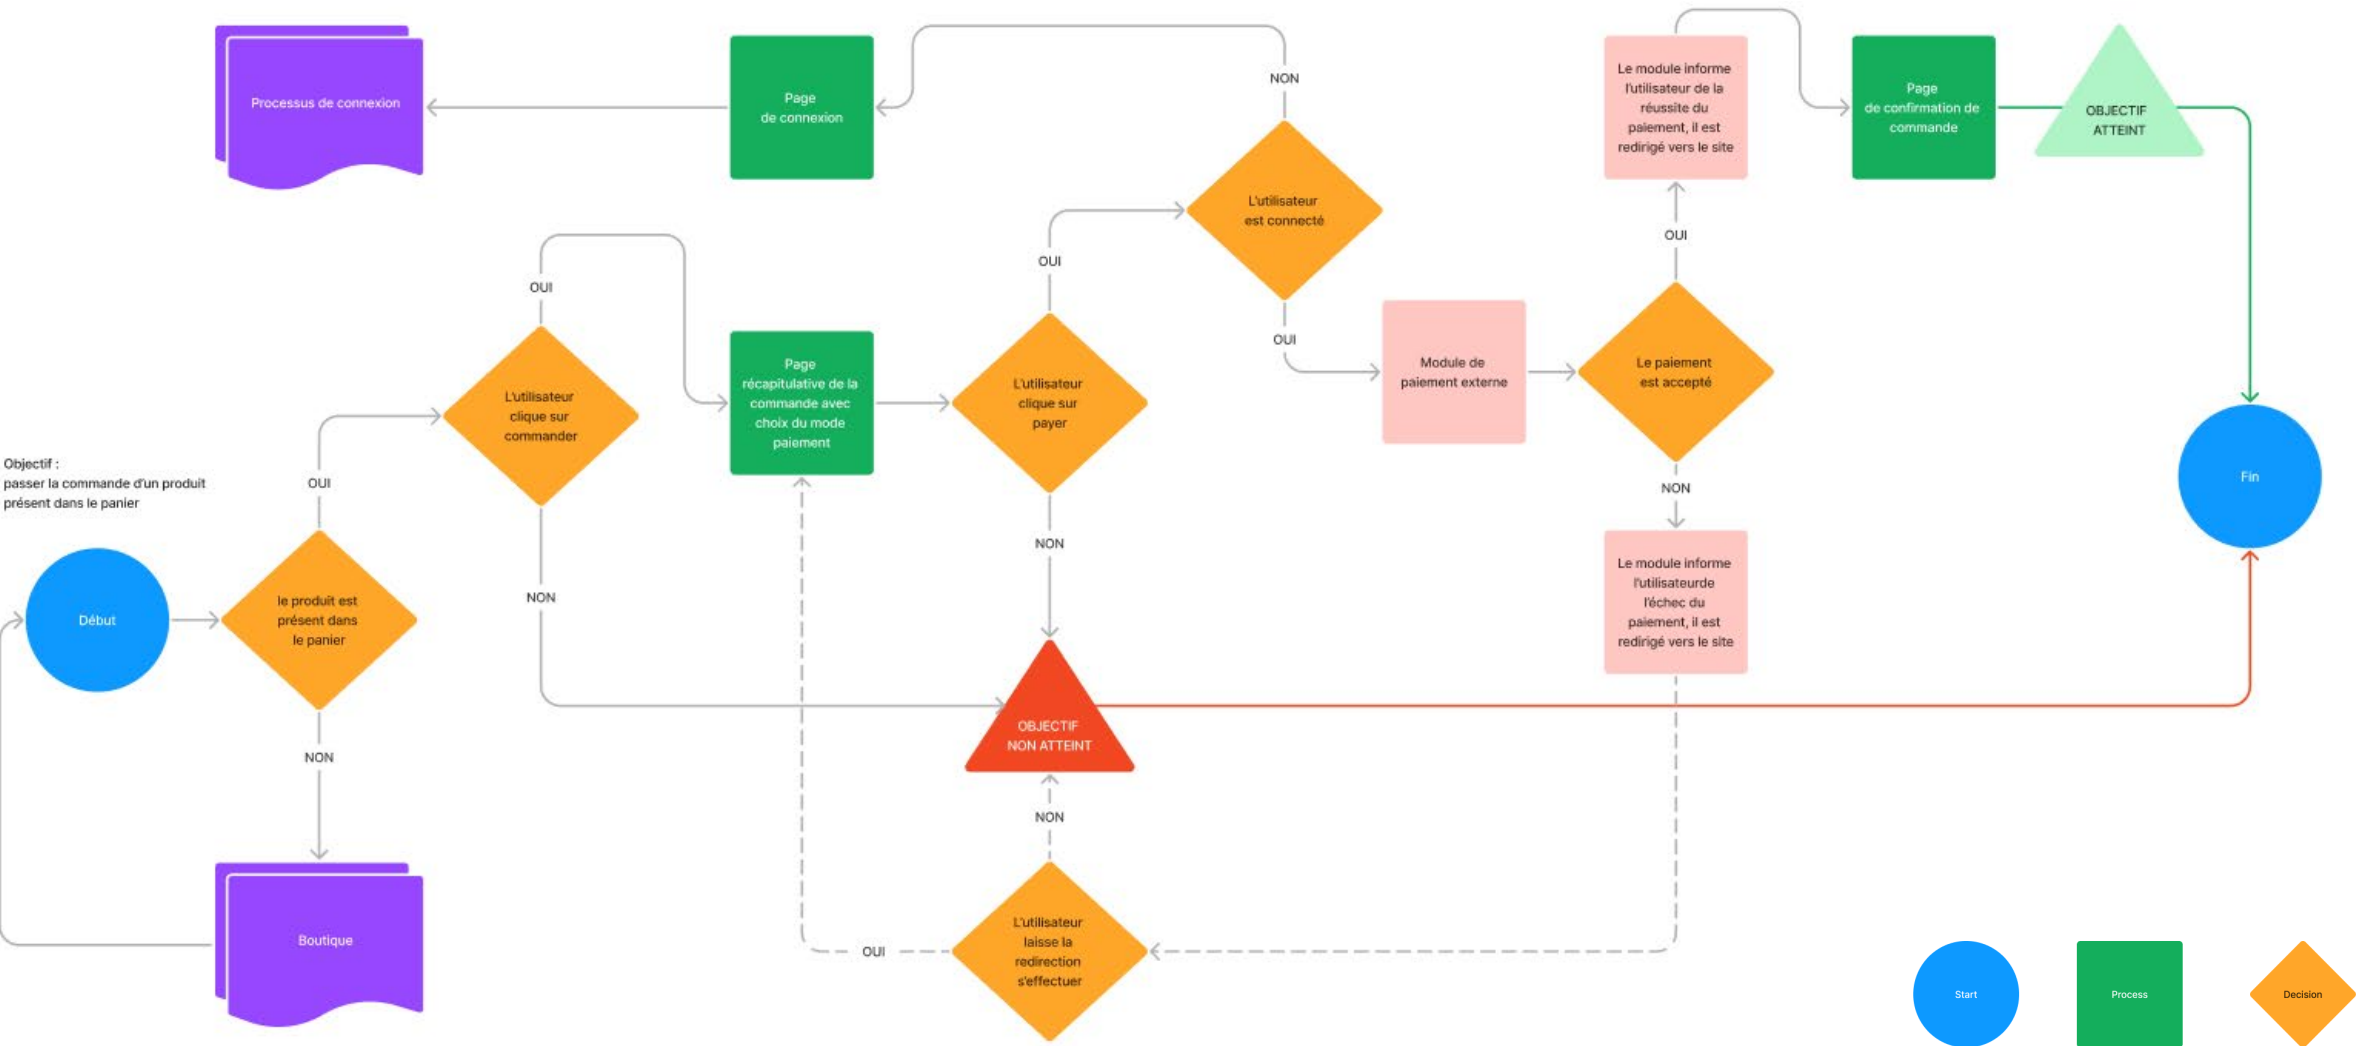 Processus de connexion
Page
de connexion
NON
Le module informe
l'utilisateur de la
réussite du
paiement, il est
redirigé vers le site
Page
de confirmation de
commande
OBJECTIF
ATTEINT
L'utilisateur
est connecté
OUI
OUI
OUI
L'utilisateur
clique sur
commander
Page
récapitulative de la
commande avec
choix du mode
paiement
L'utilisateur
clique sur
payer
OUI
Module de
paiement externe
Le paiement
est accepté
Objectif :
passer la commande d'un produit
présent dans le panier
OUI
NON
Fin
Début
le produit est
présent dans
le panier
NON
NON
Le module informe
l'utilisateurde
l'échec du
paiement, il est
redirigé vers le site
OBJECTIF
NON ATTEINT
NON
NON
Boutique
OUI
L'utilisateur
laisse la
redirection
s'effectuer
Start
Process
Decision